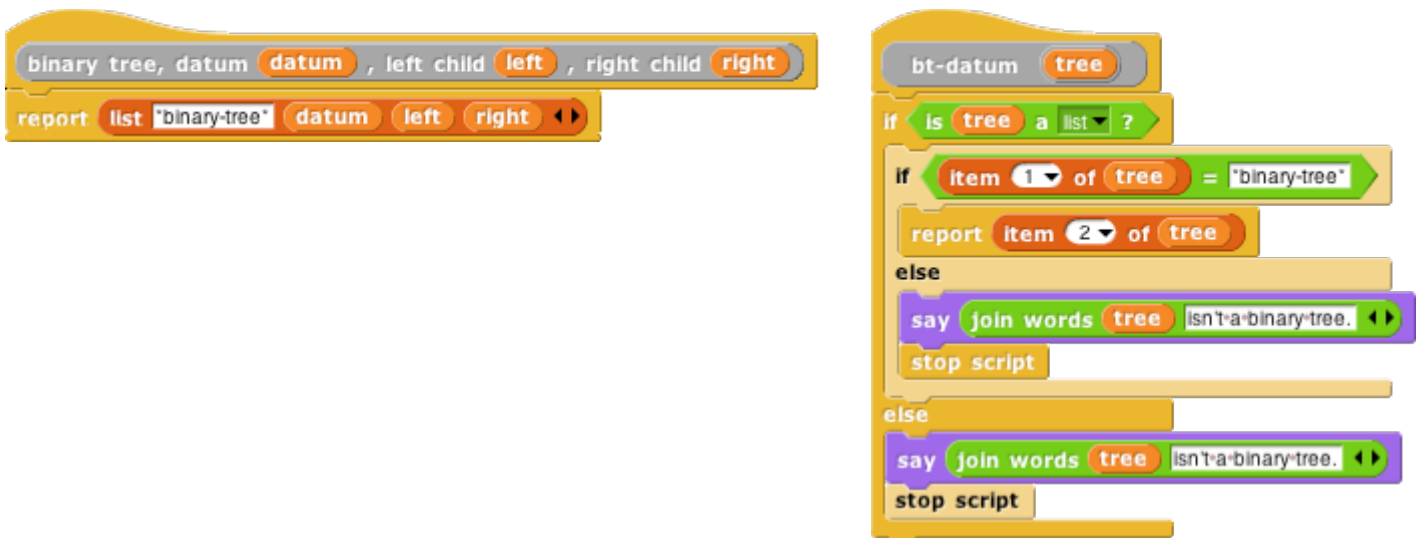 binary tree, datum datum , left child left , right child right
report list "binary-tree" datum left right
bt-datum tree
if is tree a list ?
if item 1 of tree = "binary-tree"
report item 2 of tree
else
say join words tree isn't a binary tree.
stop script
else
say join words tree isn't a binary tree.
stop script